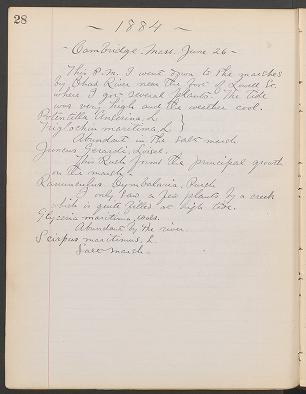 28
~ 1884 ~
- Cambridge, Mass. June 26 -
This P.M. I went down to the marshes
by Charles River near the foot of Lowell St.
where I got several plants. The tide
was very high and the weather cool.
Potentilla Anserina, L.
Triglochin maritima, L. }
Abundant in the salt marsh
Juncus Gerardi, Loisel.
This Rush forms the principal growth
on the marsh.
Ranunculus Cymbalaria, Pursh
I only saw a few plants by a creek
which is quite filled at high tide.
Glyceria maritima, Wahl.
Abundant by the river.
Scirpus maritimus, L.
Salt marsh.